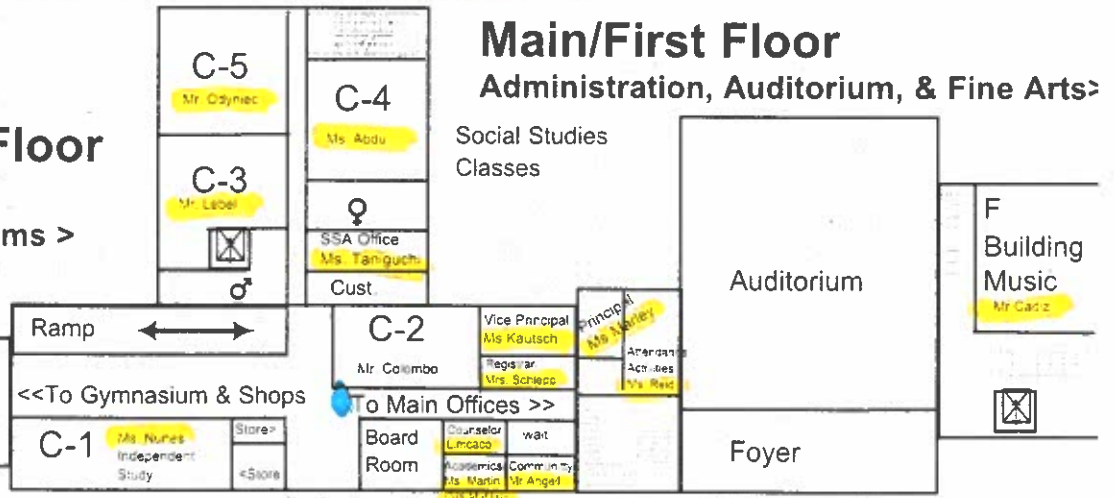 Main/First Floor
Administration, Auditorium, & Fine Arts>
Floor
ms >
C-5
Mr. Odyniec
C-4
Ms. Abdu
Social Studies
Classes
C-3
Mr. Lebel
♀
SSA Office
Ms. Taniguchi
♂
Cust.
F
Building
Music
Mr Cadiz
Auditorium
Ramp
C-2
Mr. Colombo
Vice Principal
Ms Kautsch
Registrar
Mrs. Schlepp
Principal
Ms Marley
Attendance
Activities
Ms. Reid
<<To Gymnasium & Shops
To Main Offices >>
C-1
Ms. Nunes
Independent
Study
Store>
<Store
Board
Room
Counselor
wait
Academics
Ms. Martin
Community
Mr Angell
Foyer